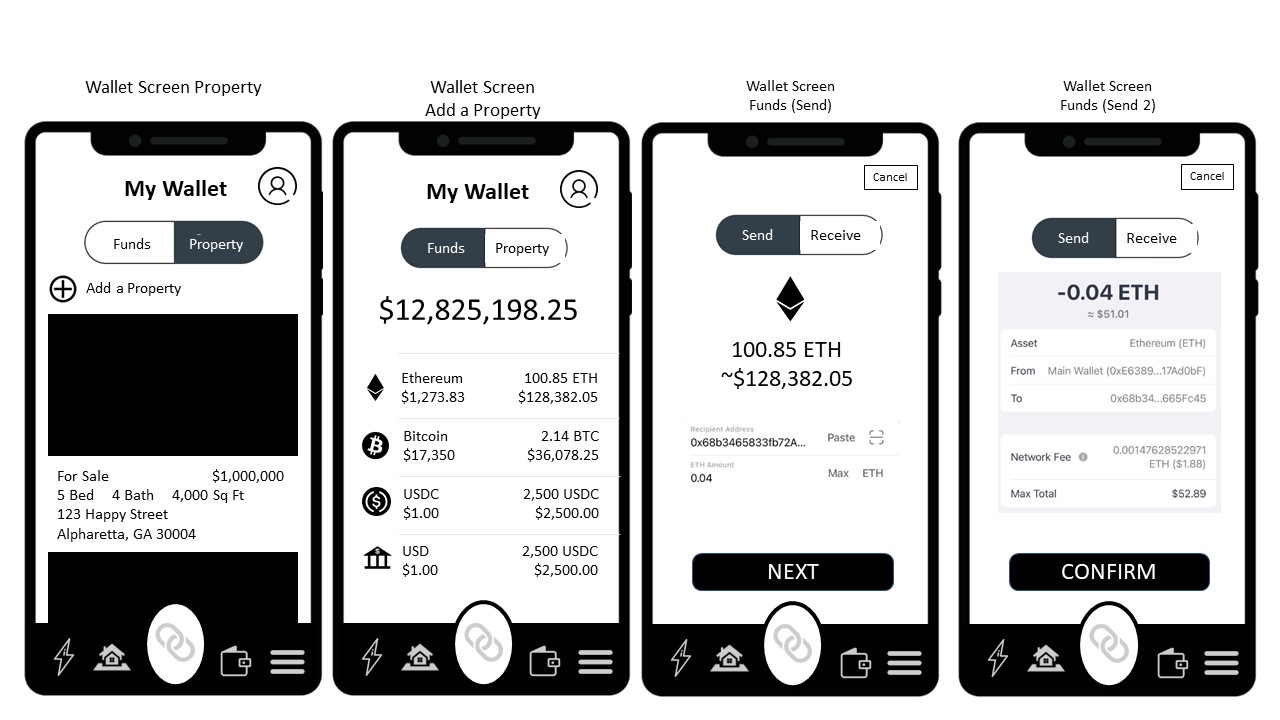 Wallet Screen Property
My Wallet
Funds
Property
Add a Property
For Sale $1,000,000
5 Bed 4 Bath 4,000 Sq Ft
123 Happy Street
Alpharetta, GA 30004
Wallet Screen
Add a Property
My Wallet
Funds
Property
$12,825,198.25
Ethereum 100.85 ETH
$1,273.83 $128,382.05
Bitcoin 2.14 BTC
$17,350 $36,078.25
USDC 2,500 USDC
$1.00 $2,500.00
USD 2,500 USDC
$1.00 $2,500.00
Wallet Screen
Funds (Send)
Cancel
Send
Receive
100.85 ETH
~$128,382.05
Recipient Address
0x68b3465833fb72A... Paste
ETH Amount
0.04 Max ETH
NEXT
Wallet Screen
Funds (Send 2)
Cancel
Send
Receive
-0.04 ETH
≈ $51.01
Asset Ethereum (ETH)
From Main Wallet (0xE6389...17Ad0bF)
To 0x68b34...665Fc45
Network Fee 0.00147628522971
ETH ($1.88)
Max Total $52.89
CONFIRM